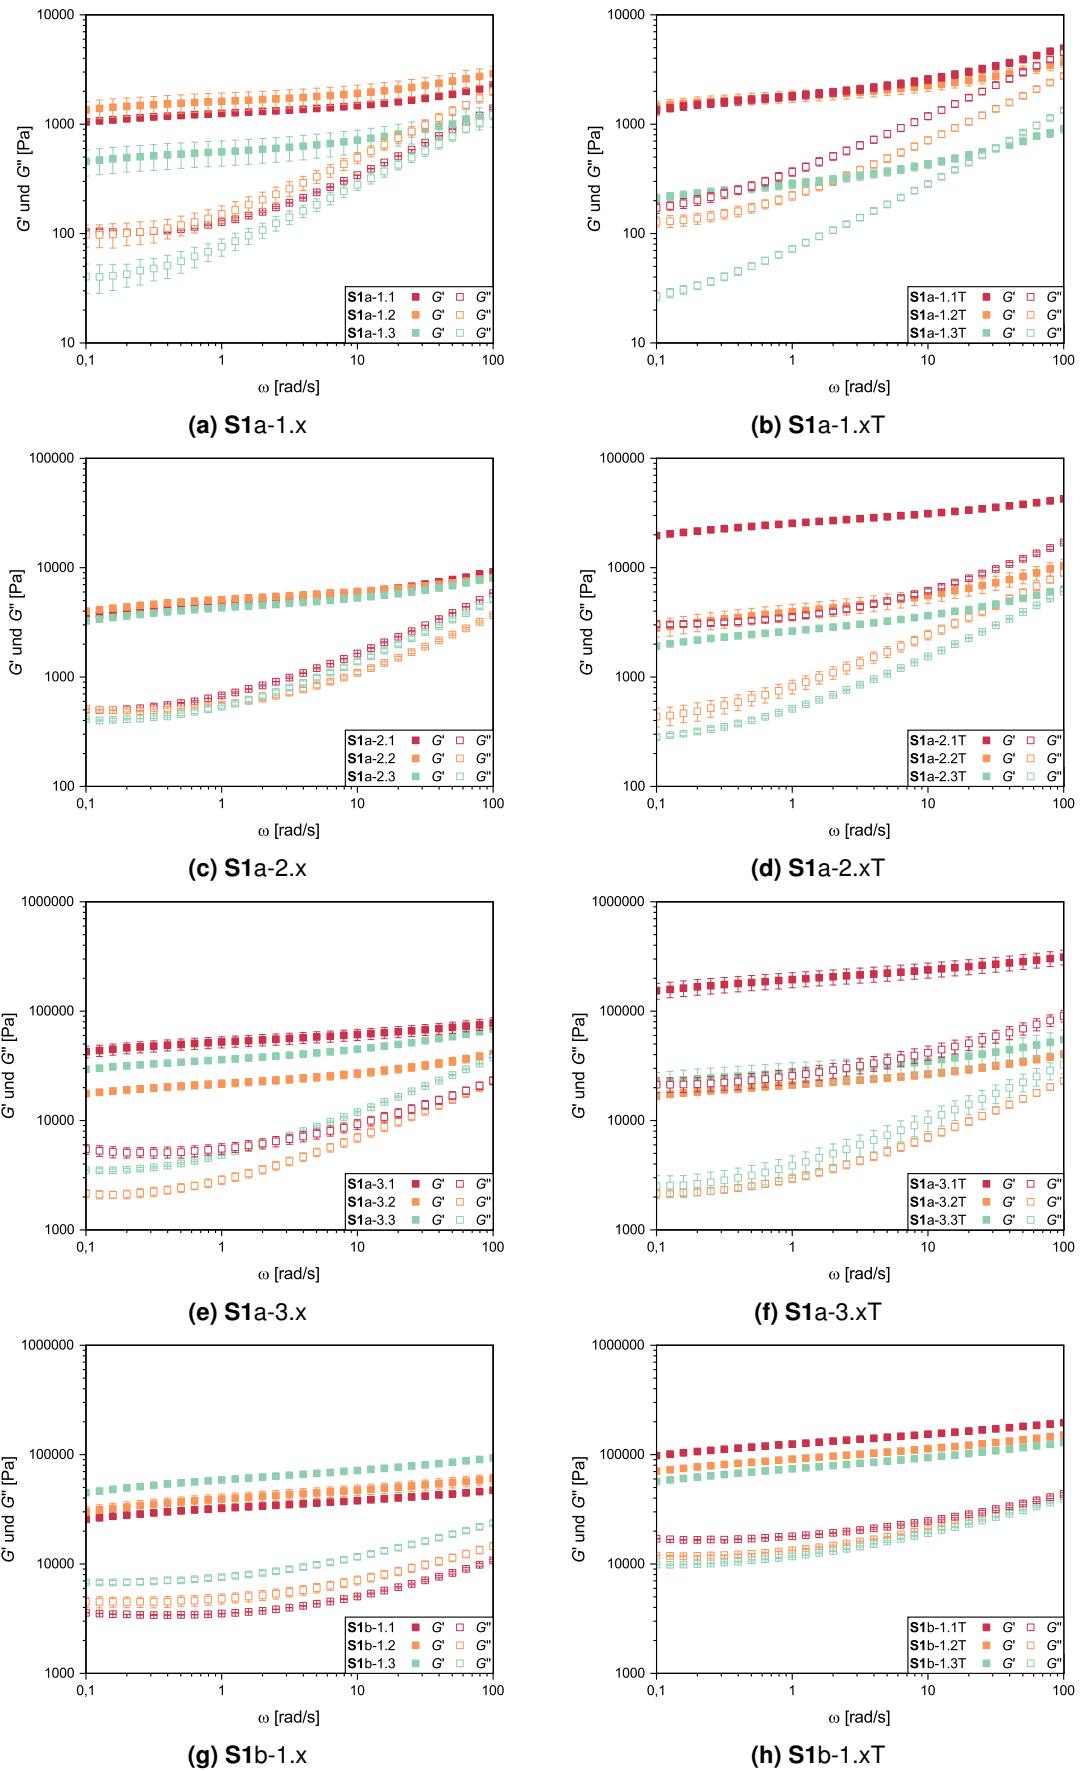 10000
1000
100
10
G' und G" [Pa]
S1a-1.1 G' G"
S1a-1.2 G' G"
S1a-1.3 G' G"
0,1 1 10 100
ω [rad/s]
(a) S1a-1.x
10000
1000
100
10
G' und G" [Pa]
S1a-1.1T G' G"
S1a-1.2T G' G"
S1a-1.3T G' G"
0,1 1 10 100
ω [rad/s]
(b) S1a-1.xT
100000
10000
1000
100
G' und G" [Pa]
S1a-2.1 G' G"
S1a-2.2 G' G"
S1a-2.3 G' G"
0,1 1 10 100
ω [rad/s]
(c) S1a-2.x
100000
10000
1000
100
G' und G" [Pa]
S1a-2.1T G' G"
S1a-2.2T G' G"
S1a-2.3T G' G"
0,1 1 10 100
ω [rad/s]
(d) S1a-2.xT
1000000
100000
10000
1000
G' und G" [Pa]
S1a-3.1 G' G"
S1a-3.2 G' G"
S1a-3.3 G' G"
0,1 1 10 100
ω [rad/s]
(e) S1a-3.x
1000000
100000
10000
1000
G' und G" [Pa]
S1a-3.1T G' G"
S1a-3.2T G' G"
S1a-3.3T G' G"
0,1 1 10 100
ω [rad/s]
(f) S1a-3.xT
1000000
100000
10000
1000
G' und G" [Pa]
S1b-1.1 G' G"
S1b-1.2 G' G"
S1b-1.3 G' G"
0,1 1 10 100
ω [rad/s]
(g) S1b-1.x
1000000
100000
10000
1000
G' und G" [Pa]
S1b-1.1T G' G"
S1b-1.2T G' G"
S1b-1.3T G' G"
0,1 1 10 100
ω [rad/s]
(h) S1b-1.xT